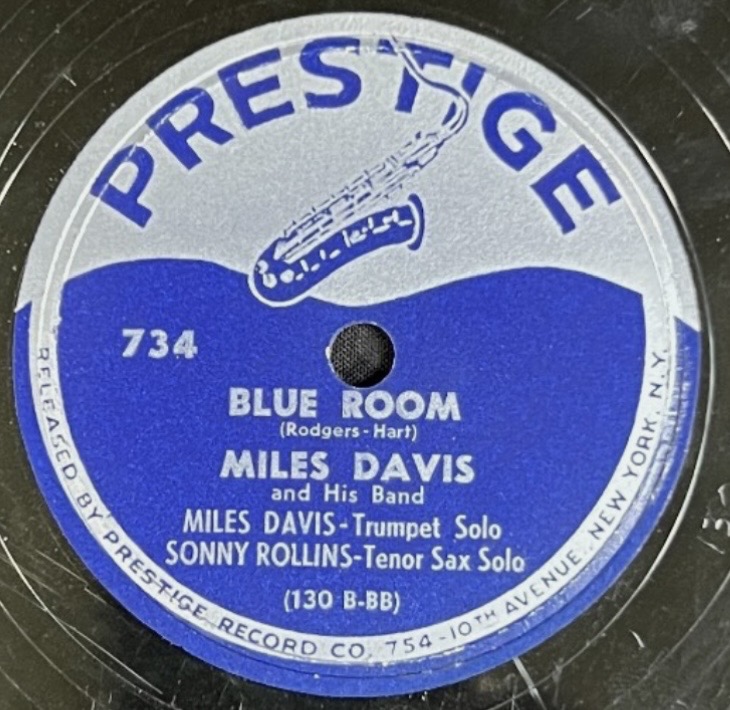 PRESTIGE
734
BLUE ROOM
(Rodgers-Hart)
MILES DAVIS
and His Band
MILES DAVIS-Trumpet Solo
SONNY ROLLINS-Tenor Sax Solo
(130 B-BB)
RELEASED BY PRESTIGE RECORD CO. 754-10TH AVENUE. NEW YORK. N.Y.